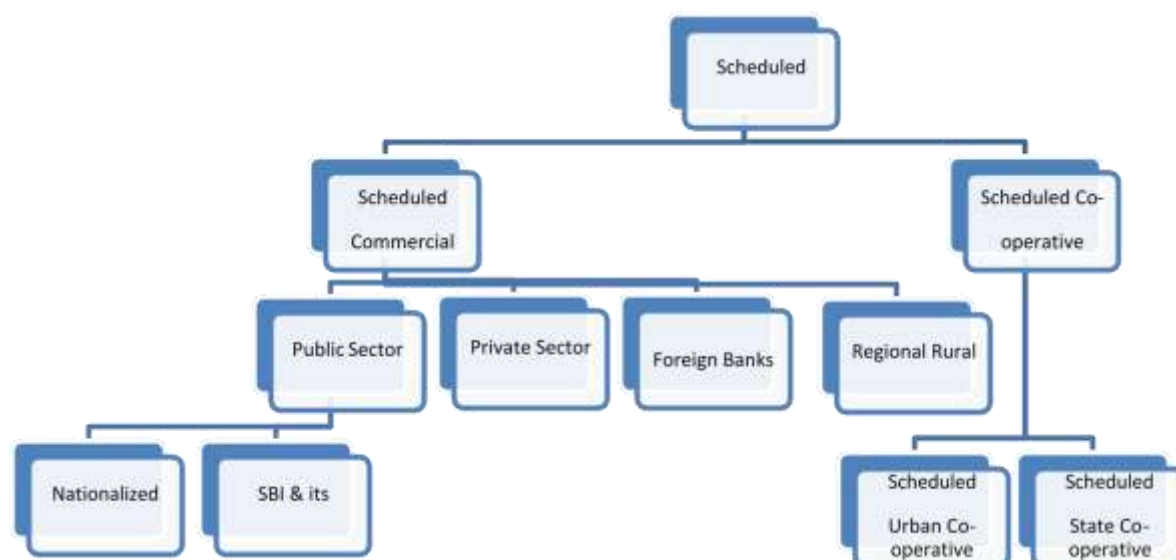 Scheduled
Scheduled
Commercial
Scheduled Co-
operative
Public Sector
Private Sector
Foreign Banks
Regional Rural
Nationalized
SBI & its
Scheduled
Urban Co-
operative
Scheduled
State Co-
operative